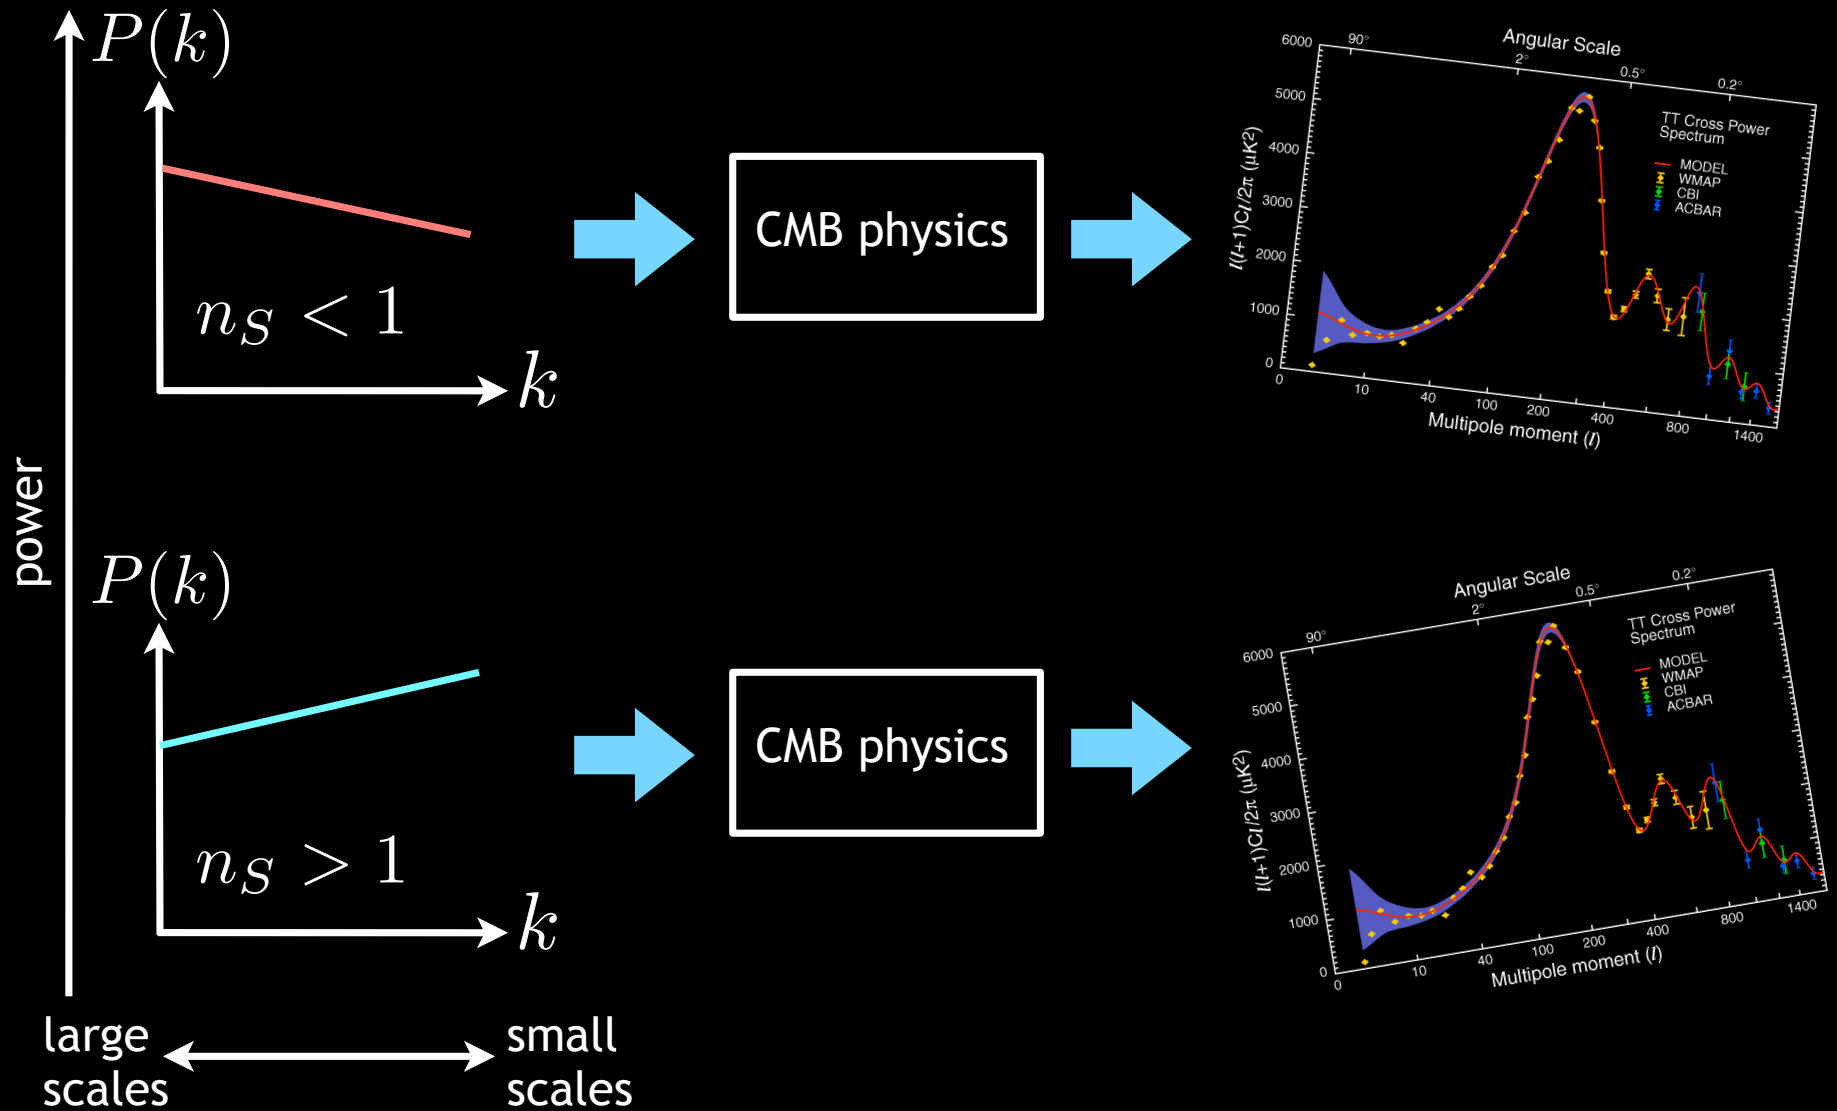 power
P(k)
n_S < 1
k
CMB physics
Angular Scale
90°
2°
0.5°
0.2°
6000
5000
4000
3000
2000
1000
0
l(l+1)Cl/2π (μK2)
TT Cross Power
Spectrum
MODEL
WMAP
CBI
ACBAR
0
10
40
100
200
400
800
1400
Multipole moment (l)
P(k)
n_S > 1
k
CMB physics
Angular Scale
90°
2°
0.5°
0.2°
6000
5000
4000
3000
2000
1000
0
l(l+1)Cl/2π (μK2)
TT Cross Power
Spectrum
MODEL
WMAP
CBI
ACBAR
0
10
40
100
200
400
800
1400
Multipole moment (l)
large
scales
small
scales